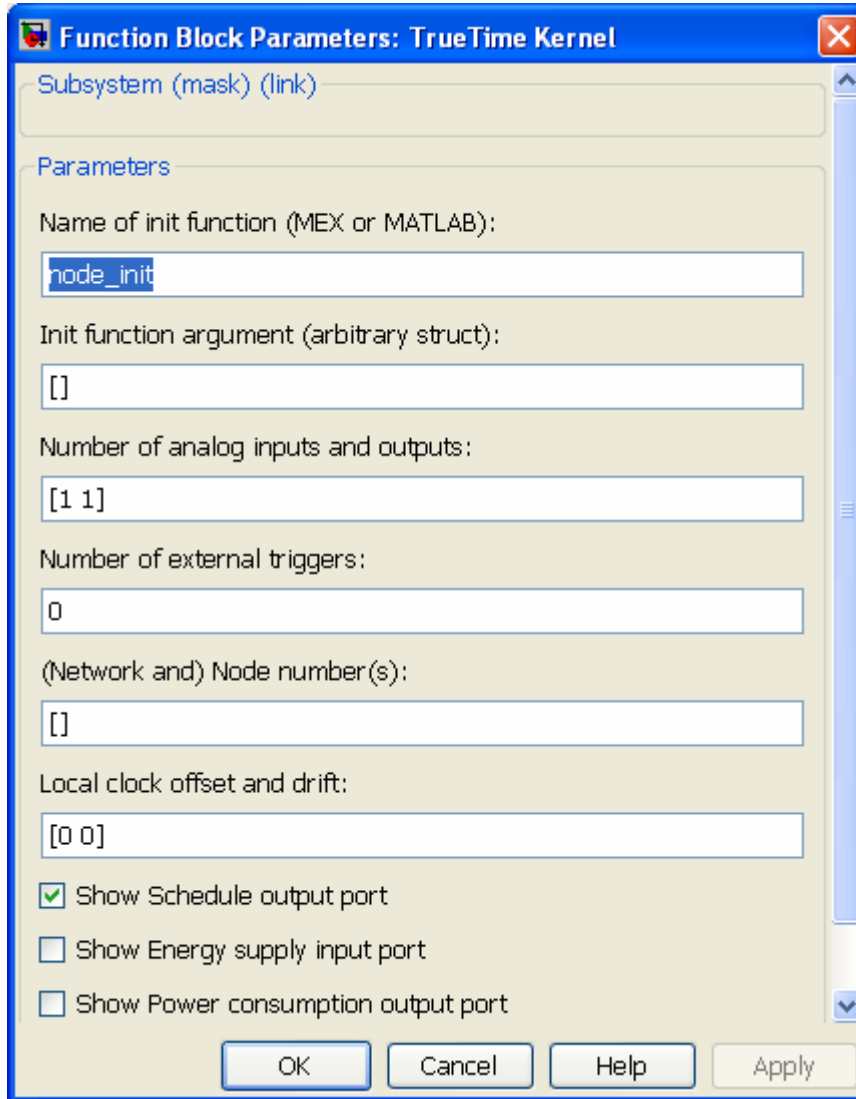 Function Block Parameters: TrueTime Kernel
Subsystem (mask) (link)
Parameters
Name of init function (MEX or MATLAB):
node_init
Init function argument (arbitrary struct):
[]
Number of analog inputs and outputs:
[1 1]
Number of external triggers:
0
(Network and) Node number(s):
[]
Local clock offset and drift:
[0 0]
Show Schedule output port
Show Energy supply input port
Show Power consumption output port
OK Cancel Help Apply